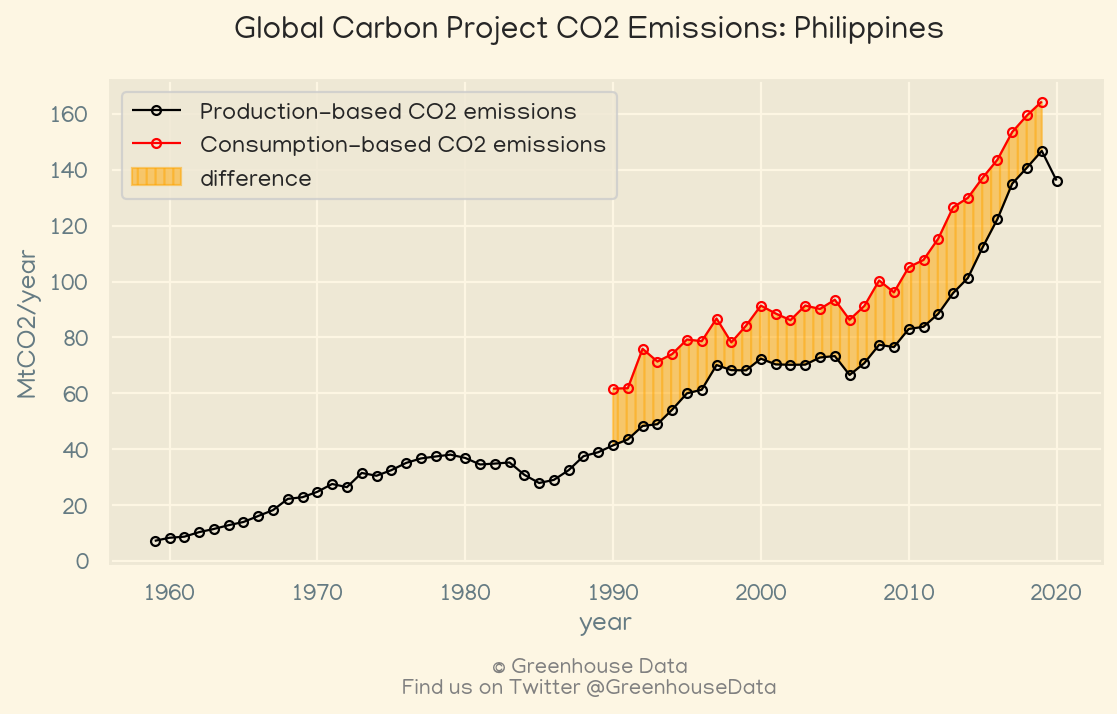 Global Carbon Project CO2 Emissions: Philippines
Production-based CO2 emissions
Consumption-based CO2 emissions
difference
MtCO2/year
160
140
120
100
80
60
40
20
0
1960 1970 1980 1990 2000 2010 2020
year
© Greenhouse Data
Find us on Twitter @GreenhouseData